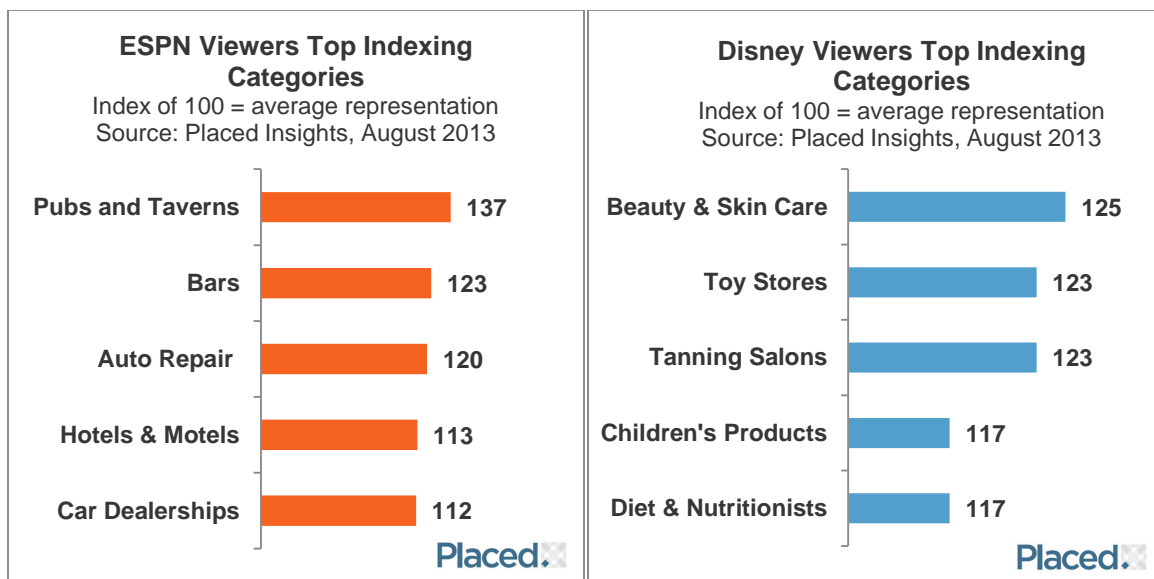 ESPN Viewers Top Indexing
Categories
Index of 100 = average representation
Source: Placed Insights, August 2013
Pubs and Taverns 137
Bars 123
Auto Repair 120
Hotels & Motels 113
Car Dealerships 112
Placed.
Disney Viewers Top Indexing
Categories
Index of 100 = average representation
Source: Placed Insights, August 2013
Beauty & Skin Care 125
Toy Stores 123
Tanning Salons 123
Children's Products 117
Diet & Nutritionists 117
Placed.